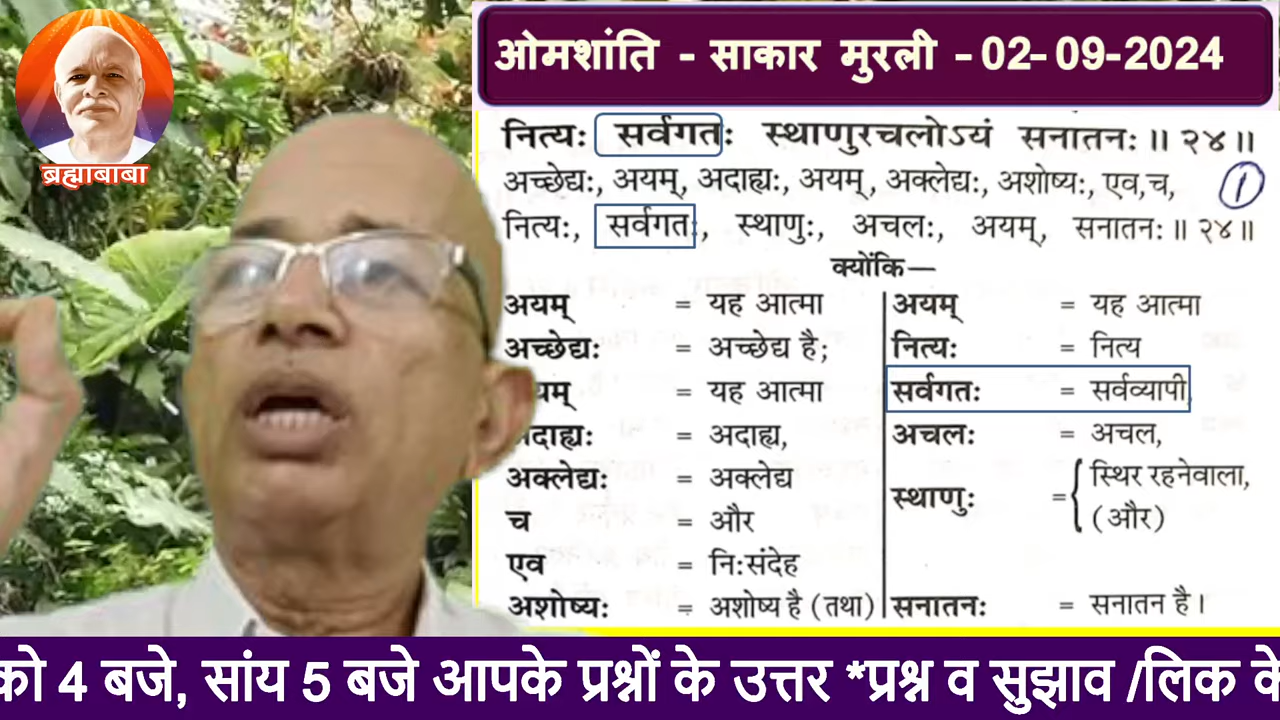 ओमशांति - साकार मुरली - 02- 09-2024
ब्रह्माबाबा
नित्यः सर्वगतः स्थाणुरचलोऽयं सनातनः ॥ २४ ॥
अच्छेद्यः, अयम्, अदाह्यः, अयम्, अक्लेद्यः, अशोष्यः, एव,च,
1
नित्यः, सर्वगतः, स्थाणुः, अचलः, अयम्, सनातनः ॥ २४ ॥
क्योंकि—
अयम् = यह आत्मा
अच्छेद्यः = अच्छेद्य है;
यम् = यह आत्मा
अदाह्यः = अदाह्य,
अक्लेद्यः = अक्लेद्य
च = और
एव = निःसंदेह
अशोष्यः = अशोष्य है (तथा)
अयम् = यह आत्मा
नित्यः = नित्य
सर्वगतः = सर्वव्यापी,
अचलः = अचल,
स्थाणुः = { स्थिर रहनेवाला,
(और)
सनातनः = सनातन है।
को 4 बजे, सांय 5 बजे आपके प्रश्नों के उत्तर *प्रश्न व सुझाव /लिक के